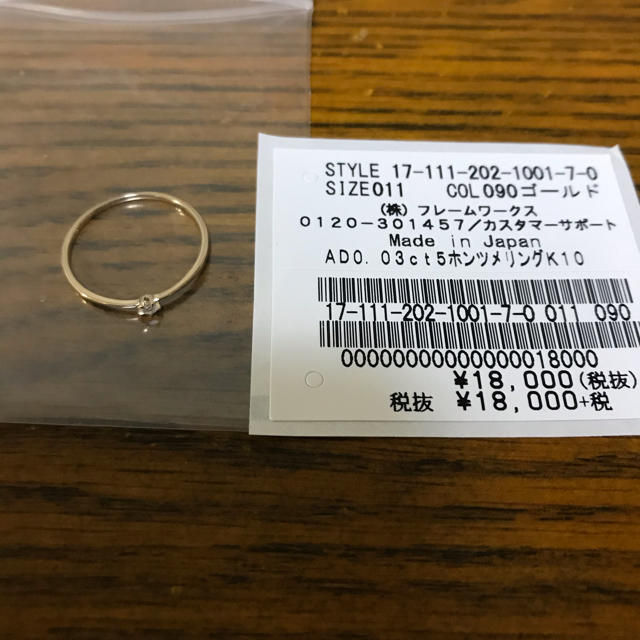 STYLE 17-111-202-1001-7-0
SIZE011 COL090ゴールド
(株)フレームワークス
0120-301457/カスタマーサポート
Made in Japan
AD0.03ct5ホンツメリングK10
17-111-202-1001-7-0 011 090
00000000000000018000
¥18,000(税抜)
税抜 ¥18,000+税